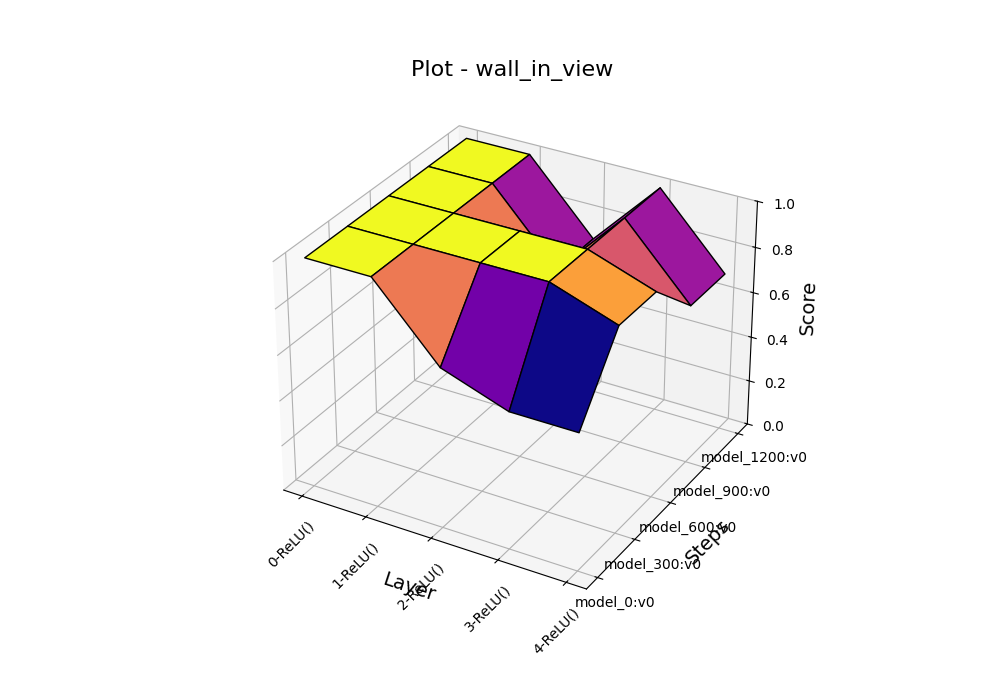 Plot - wall_in_view
1.0
0.8
0.6
0.4
0.2
0.0
Score
model_1200:v0
model_900:v0
model_600:v0
model_300:v0
model_0:v0
Steps
0-ReLU()
1-ReLU()
2-ReLU()
3-ReLU()
4-ReLU()
Layer